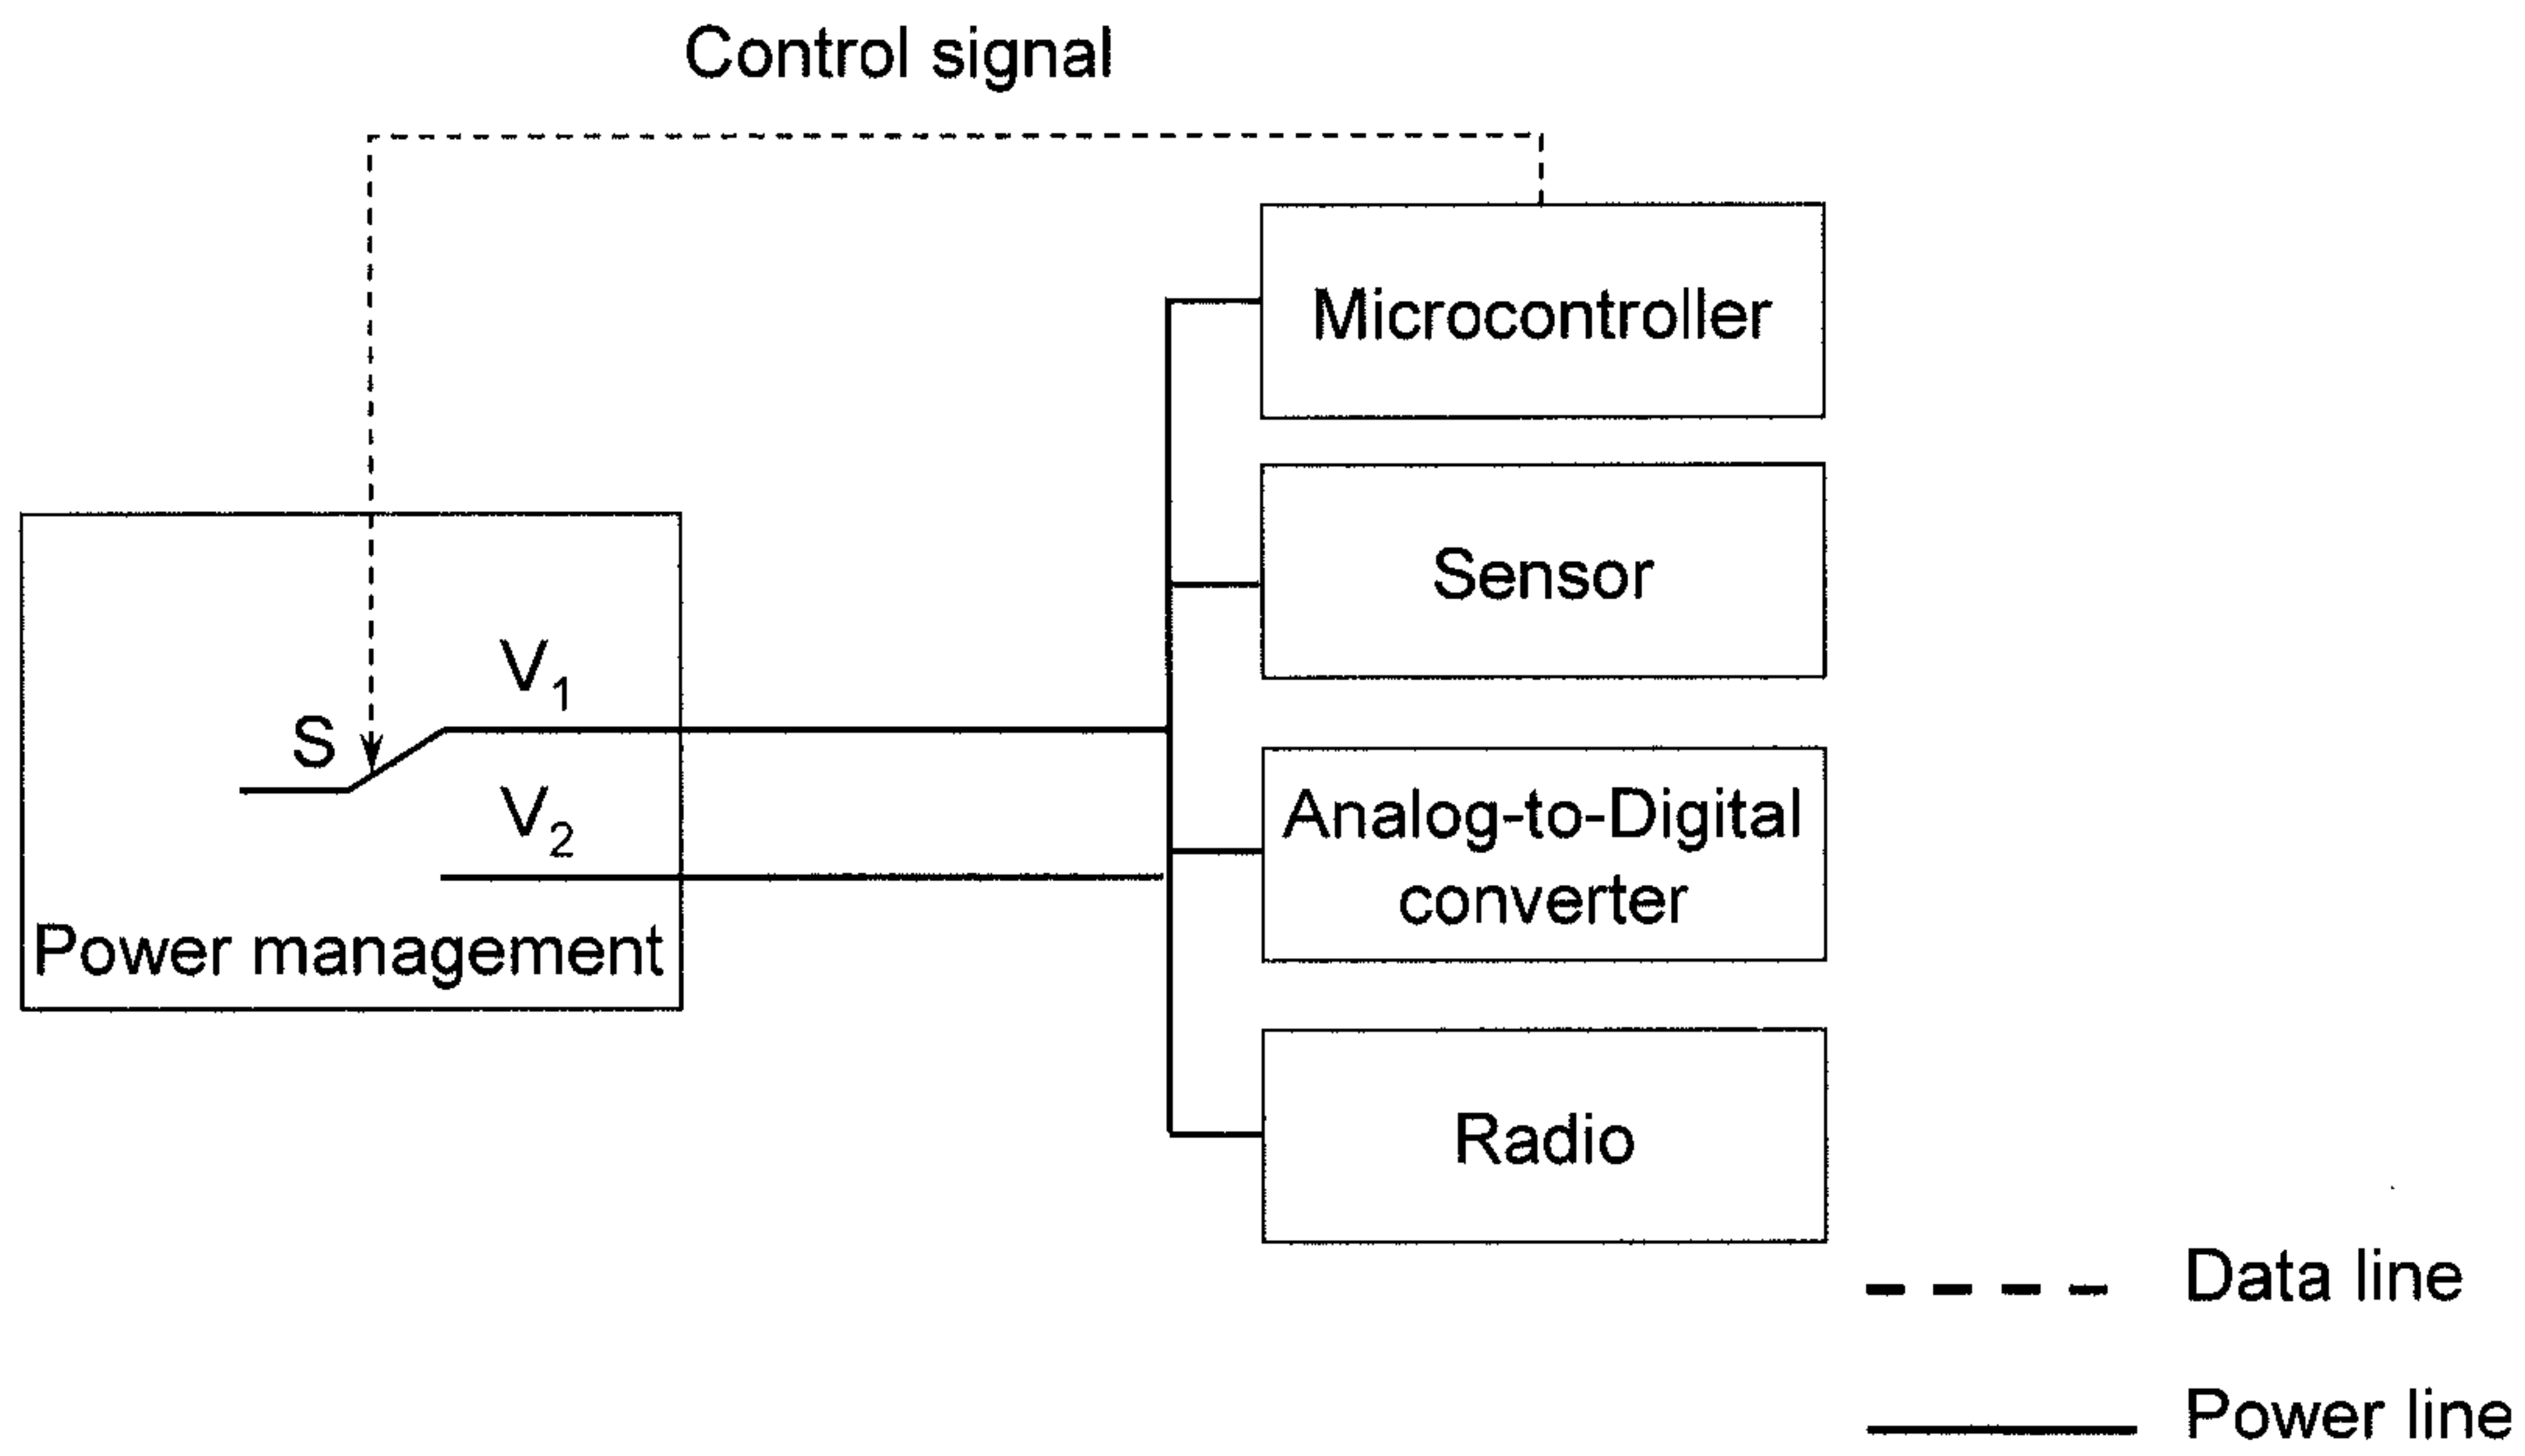 Control signal
Microcontroller
Sensor
V1
S
V2
Analog-to-Digital
converter
Power management
Radio
Data line
Power line